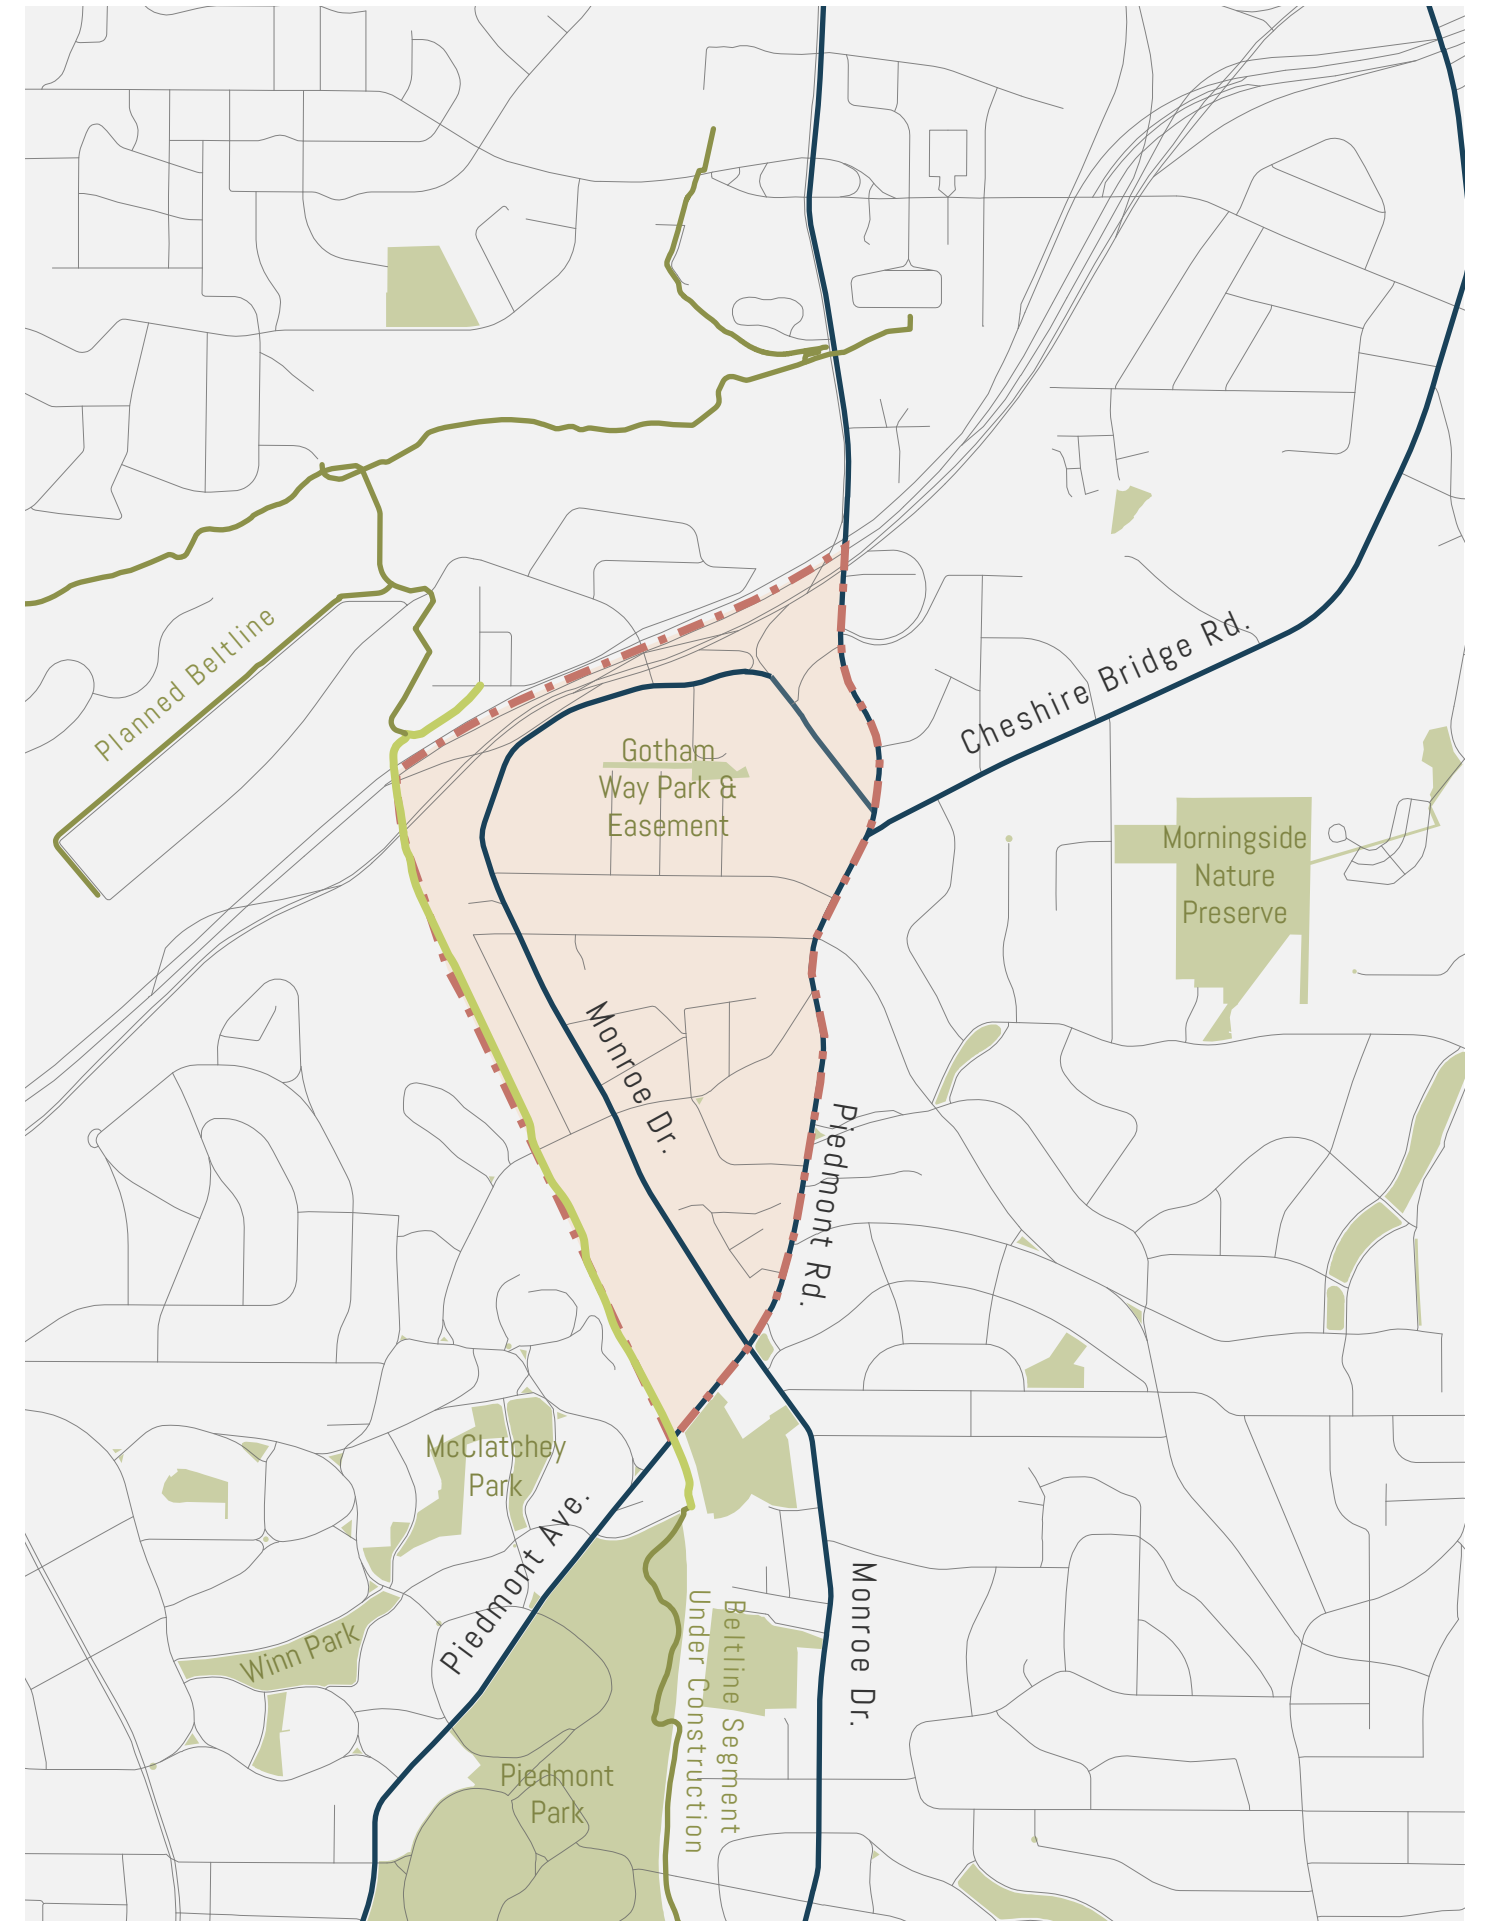 Planned Beltline
Cheshire Bridge Rd.
Gotham
Way Park &
Easement
Morningside
Nature
Preserve
Monroe Dr.
Piedmont Rd.
McClatchey
Park
Piedmont Ave.
Winn Park
Monroe Dr.
Beltline Segment
Under Construction
Piedmont
Park